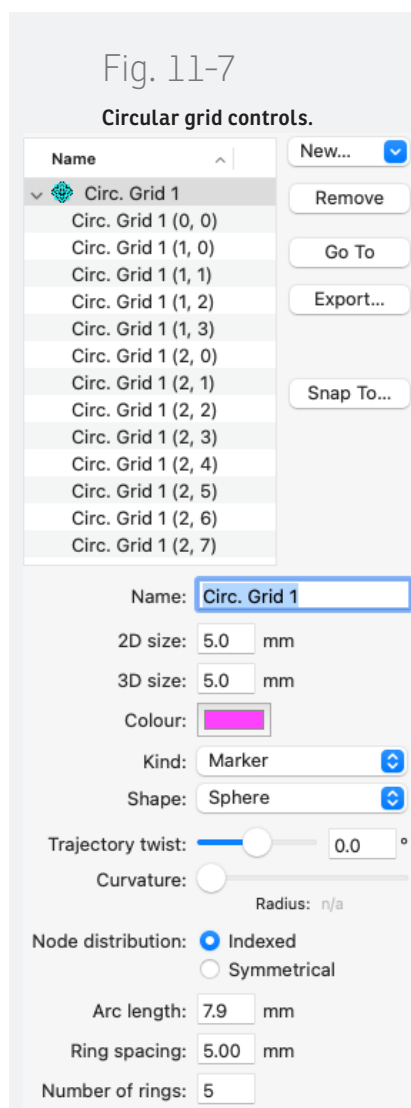 Fig. 11-7
Circular grid controls.
Name
New...
Circ. Grid 1
Remove
Circ. Grid 1 (0, 0)
Circ. Grid 1 (1, 0)
Go To
Circ. Grid 1 (1, 1)
Circ. Grid 1 (1, 2)
Export...
Circ. Grid 1 (1, 3)
Circ. Grid 1 (2, 0)
Circ. Grid 1 (2, 1)
Snap To...
Circ. Grid 1 (2, 2)
Circ. Grid 1 (2, 3)
Circ. Grid 1 (2, 4)
Circ. Grid 1 (2, 5)
Circ. Grid 1 (2, 6)
Circ. Grid 1 (2, 7)
Name: Circ. Grid 1
2D size: 5.0 mm
3D size: 5.0 mm
Colour:
Kind: Marker
Shape: Sphere
Trajectory twist: 0.0 °
Curvature:
Radius: n/a
Node distribution: Indexed
Symmetrical
Arc length: 7.9 mm
Ring spacing: 5.00 mm
Number of rings: 5